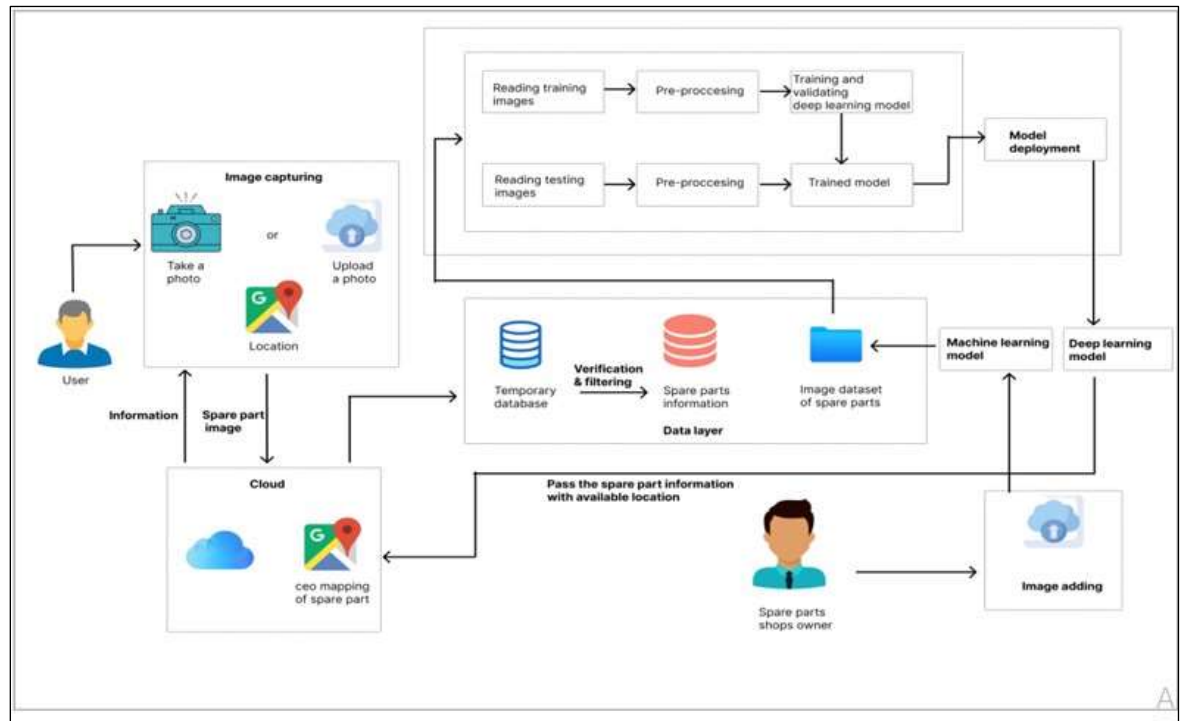 Reading training
images
Pre-proccesing
Training and
validating
deep learning model
Model
deployment
Reading testing
images
Pre-proccesing
Trained model
Image capturing
or
Take a
photo
Upload
a photo
G
Location
User
Information
Spare part
image
Temporary
database
Verification
& filtering
Spare parts
information
Image dataset
of spare parts
Data layer
Machine learning
model
Deep learning
model
Cloud
G
ceo mapping
of spare part
Pass the spare part information
with available location
Spare parts
shops owner
Image adding
A